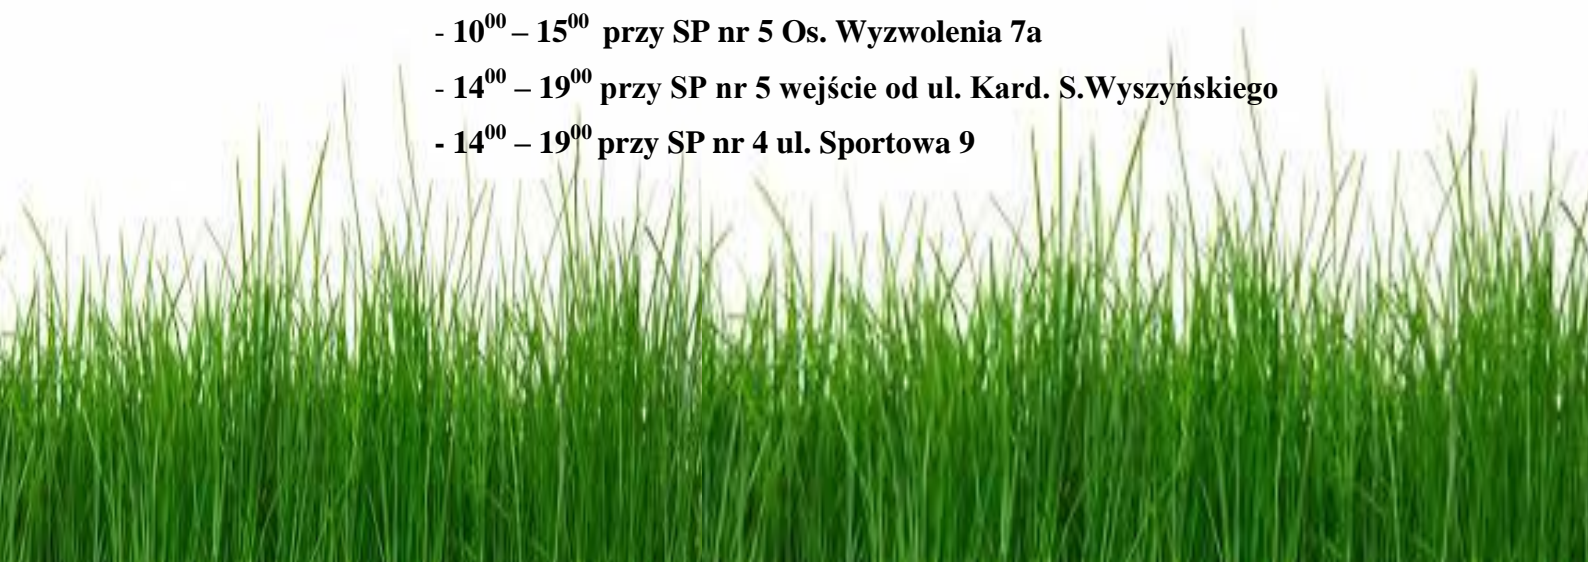 - 10⁰⁰ – 15⁰⁰ przy SP nr 5 Os. Wyzwolenia 7a
- 14⁰⁰ – 19⁰⁰ przy SP nr 5 wejście od ul. Kard. S.Wyszyńskiego
- 14⁰⁰ – 19⁰⁰ przy SP nr 4 ul. Sportowa 9